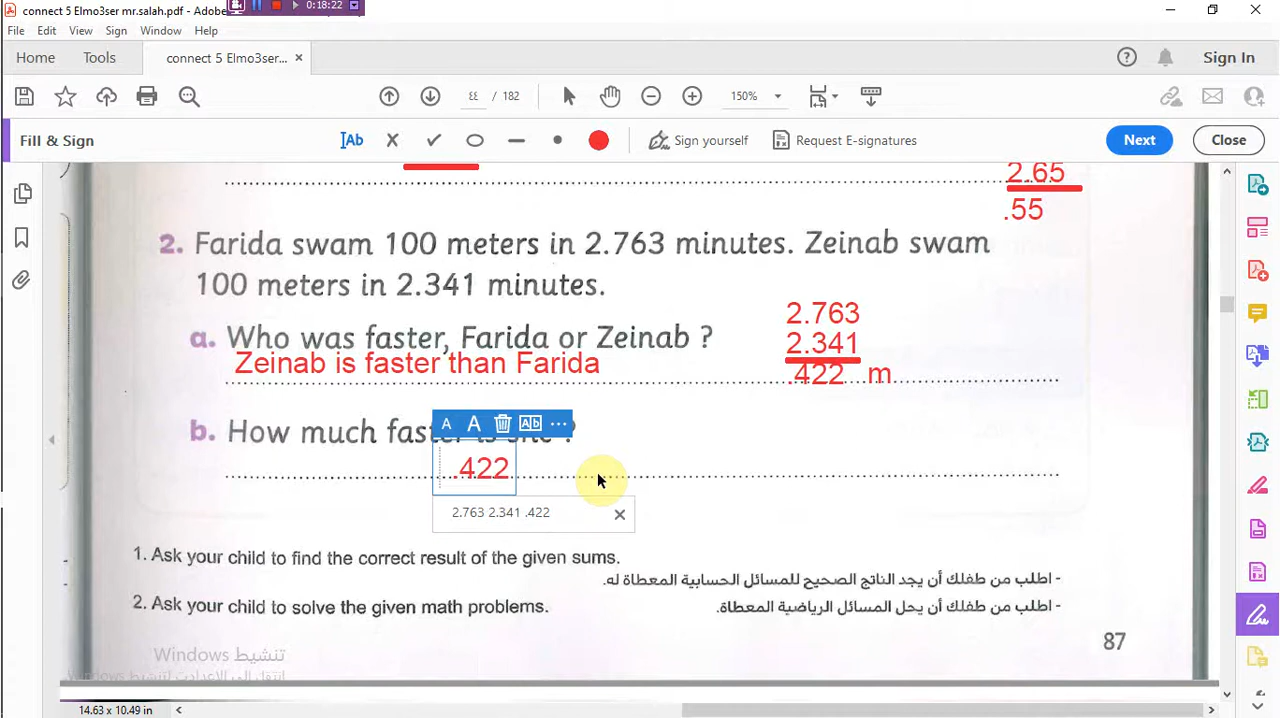 connect 5 Elmo3ser mr.salah.pdf - Adobe
00:18:22
File Edit View Sign Window Help
Home Tools connect 5 Elmo3ser... × Sign In
٤٤ / 182 150%
Fill & Sign Ab Sign yourself Request E-signatures Next Close
2.65
.55
2. Farida swam 100 meters in 2.763 minutes. Zeinab swam
100 meters in 2.341 minutes.
2.763
a. Who was faster, Farida or Zeinab ?
2.341
Zeinab is faster than Farida
.422 m
A A Ab ...
b. How much faster is she ?
.422
2.763 2.341 .422
1. Ask your child to find the correct result of the given sums.
- اطلب من طفلك أن يجد الناتج الصحيح للمسائل الحسابية المعطاة له.
2. Ask your child to solve the given math problems.
- اطلب من طفلك أن يحل المسائل الرياضية المعطاة.
87
تنشيط Windows
14.63 x 10.49 in